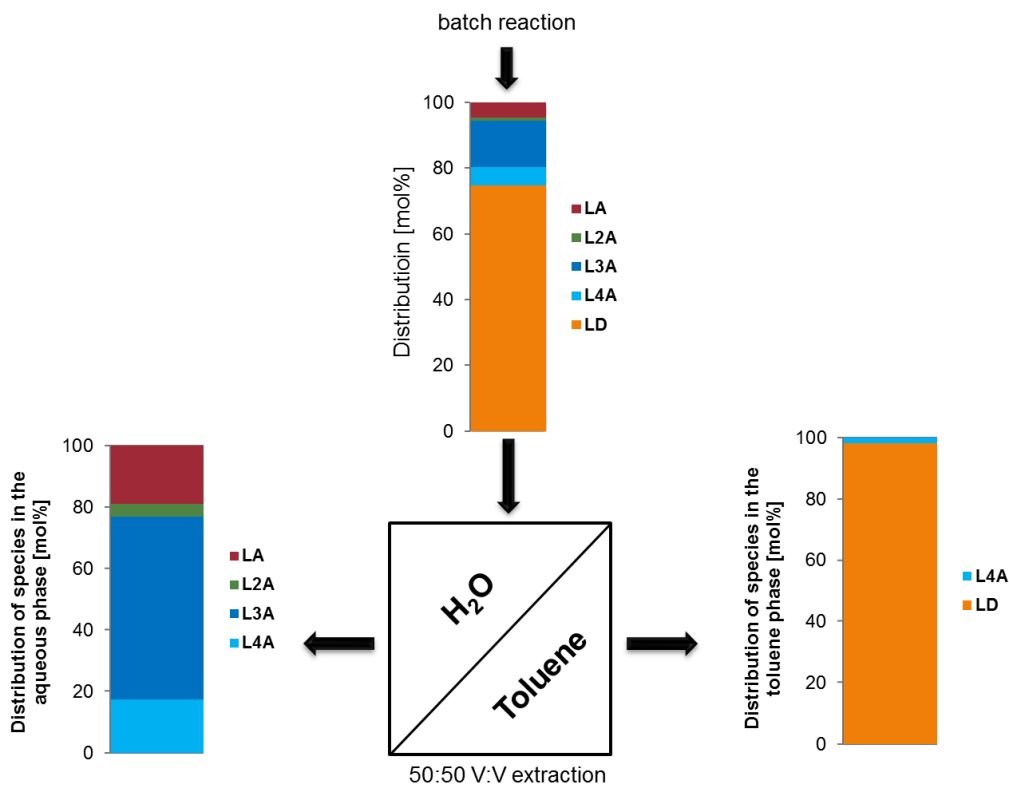 batch reaction
Distributioin [mol%]
100
80
60
40
20
0
LA
L2A
L3A
L4A
LD
Distribution of species in the
aqueous phase [mol%]
100
80
60
40
20
0
LA
L2A
L3A
L4A
H₂O
Toluene
50:50 V:V extraction
Distribution of species in the
toluene phase [mol%]
100
80
60
40
20
0
L4A
LD